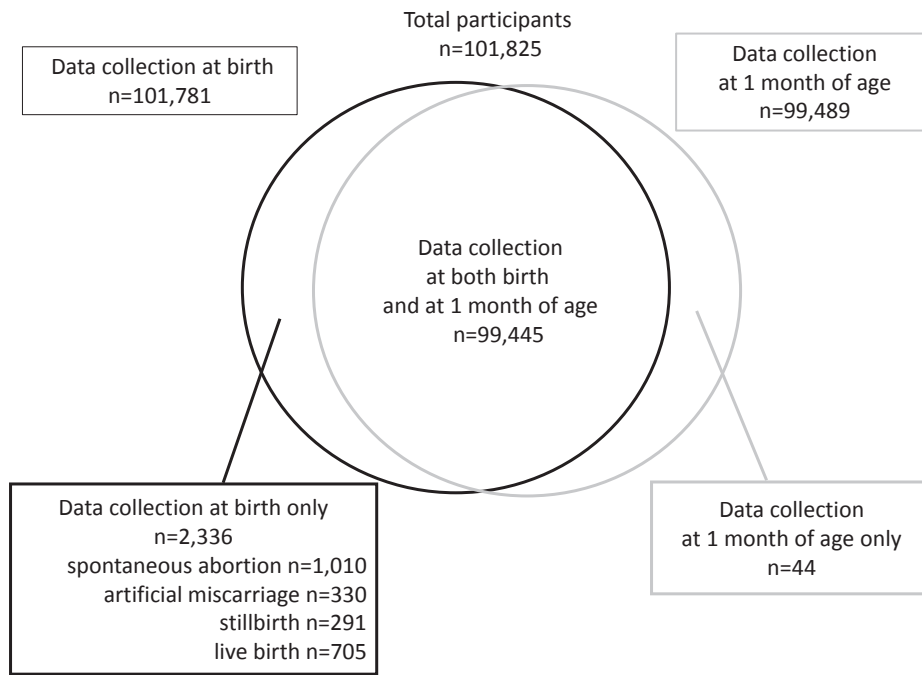 Total participants
n=101,825
Data collection at birth
n=101,781
Data collection
at 1 month of age
n=99,489
Data collection
at both birth
and at 1 month of age
n=99,445
Data collection at birth only
n=2,336
spontaneous abortion n=1,010
artificial miscarriage n=330
stillbirth n=291
live birth n=705
Data collection
at 1 month of age only
n=44